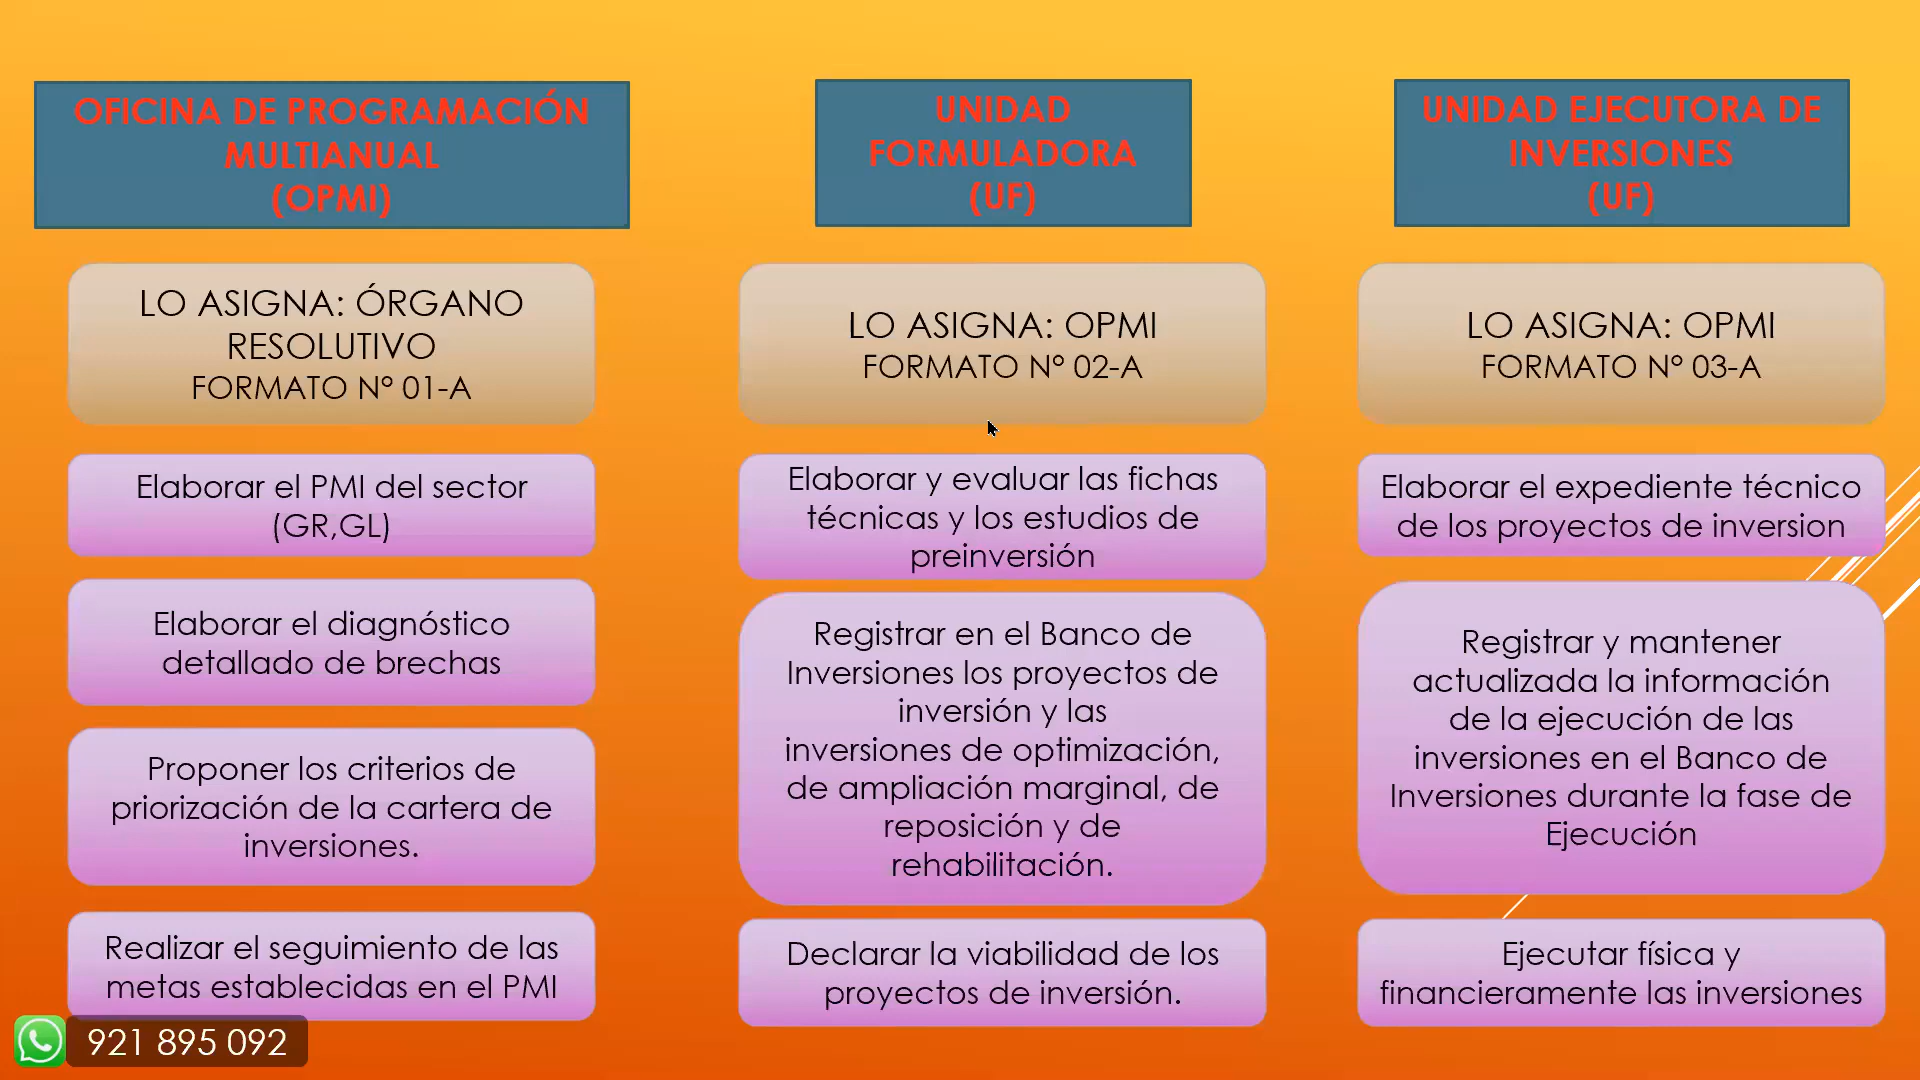 OFICINA DE PROGRAMACIÓN
MULTIANUAL
(OPMI)
LO ASIGNA: ÓRGANO
RESOLUTIVO
FORMATO Nº 01-A
Elaborar el PMI del sector
(GR,GL)
Elaborar el diagnóstico
detallado de brechas
Proponer los criterios de
priorización de la cartera de
inversiones.
Realizar el seguimiento de las
metas establecidas en el PMI
UNIDAD
FORMULADORA
(UF)
LO ASIGNA: OPMI
FORMATO Nº 02-A
Elaborar y evaluar las fichas
técnicas y los estudios de
preinversión
Registrar en el Banco de
Inversiones los proyectos de
inversión y las
inversiones de optimización,
de ampliación marginal, de
reposición y de
rehabilitación.
Declarar la viabilidad de los
proyectos de inversión.
UNIDAD EJECUTORA DE
INVERSIONES
(UF)
LO ASIGNA: OPMI
FORMATO Nº 03-A
Elaborar el expediente técnico
de los proyectos de inversion
Registrar y mantener
actualizada la información
de la ejecución de las
inversiones en el Banco de
Inversiones durante la fase de
Ejecución
Ejecutar física y
financieramente las inversiones
921 895 092